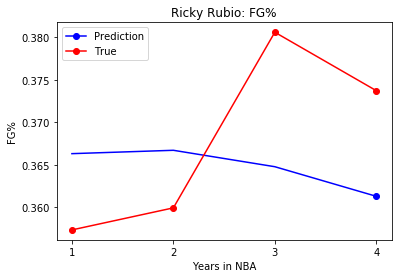 Ricky Rubio: FG%
Prediction
True
FG%
0.380
0.375
0.370
0.365
0.360
1 2 3 4
Years in NBA